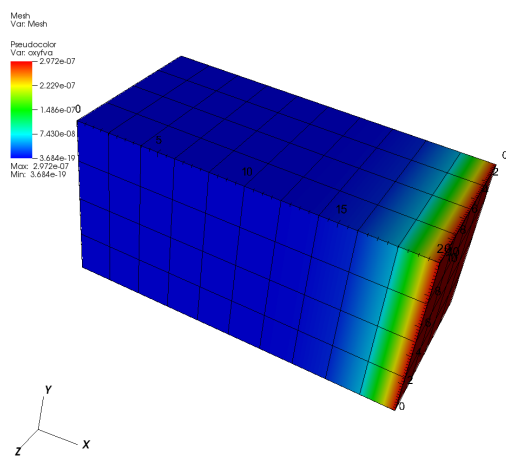 Mesh
Var: Mesh
Pseudocolor
Var: oxyfva
2.972e-07
2.229e-07
1.486e-07
7.430e-08
3.684e-19
Max: 2.972e-07
Min: 3.684e-19
0
5
10
15
20
0
2
2
0
Y
X
Z